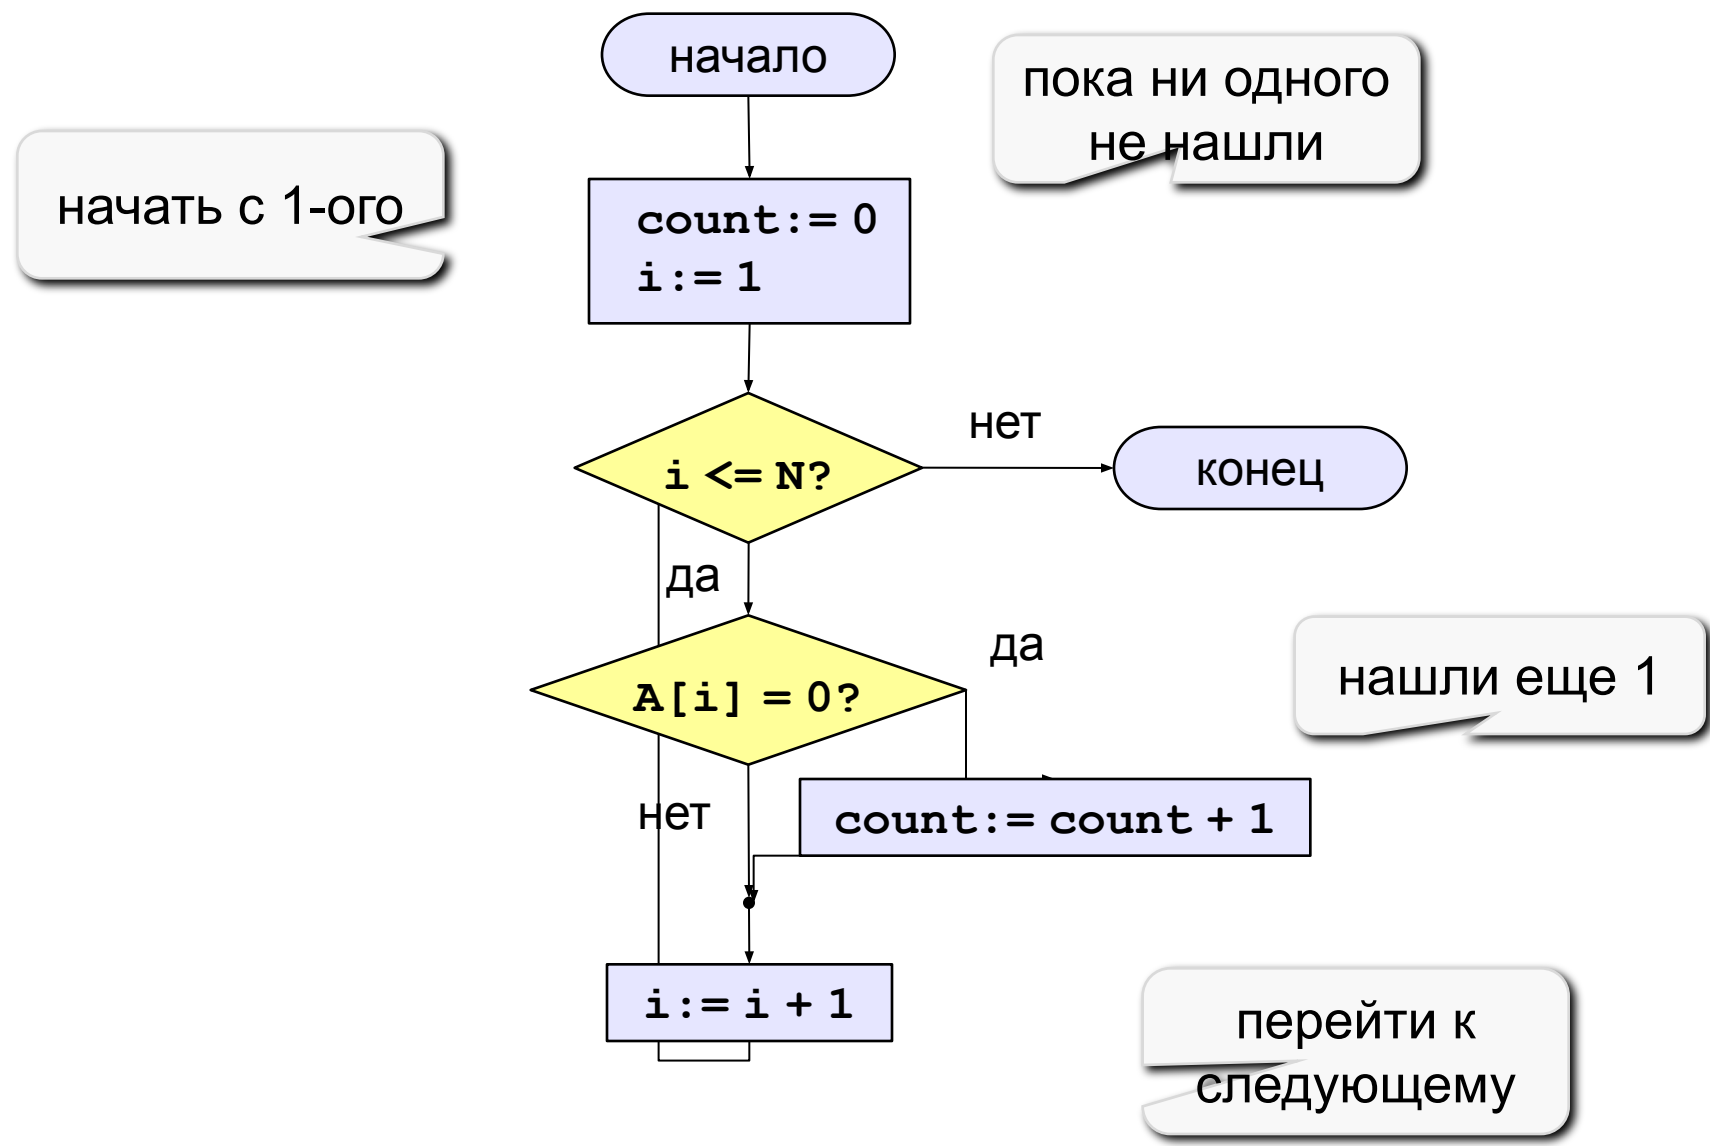 начало
пока ни одного
не нашли
начать с 1-ого
count:= 0
i:= 1
i <= N?
нет
конец
да
A[i] = 0?
да
нашли еще 1
нет
count:= count + 1
i:= i + 1
перейти к
следующему